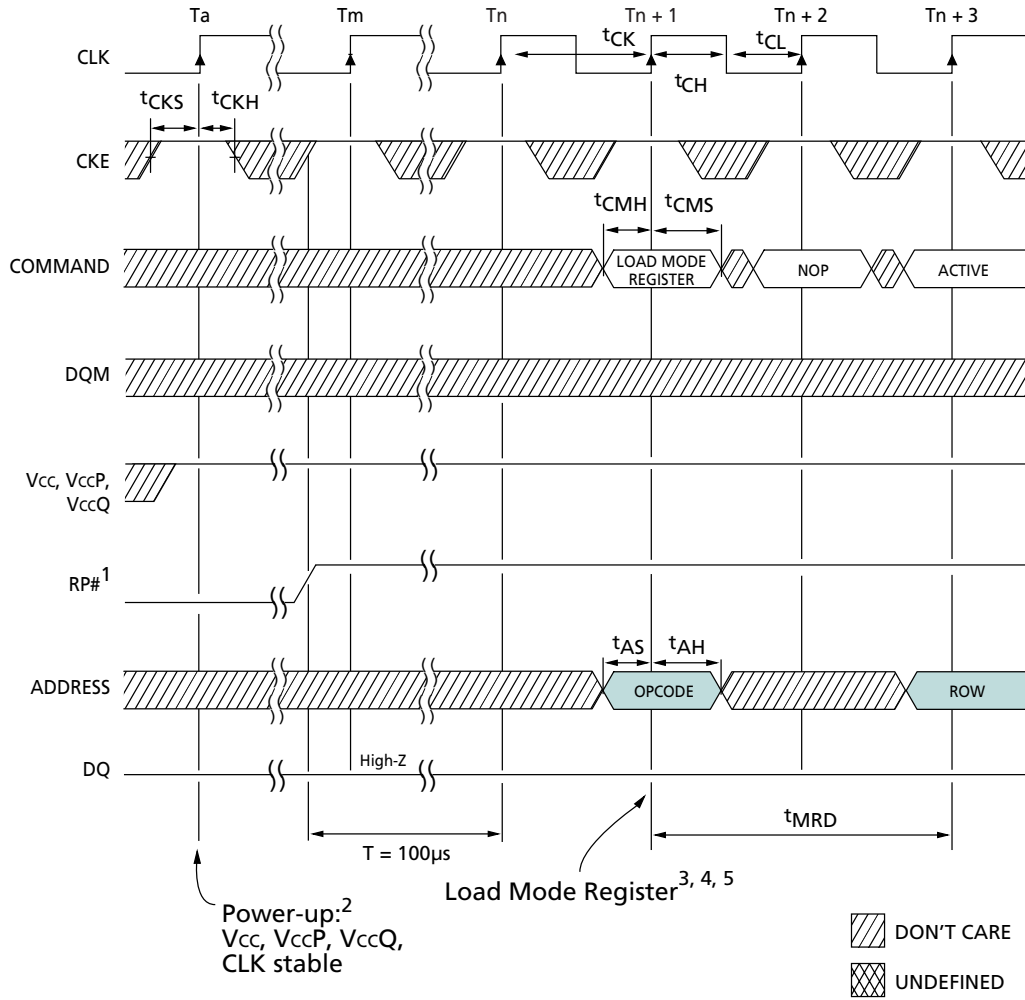 Ta Tm Tn Tn + 1 Tn + 2 Tn + 3
CLK
tCK
tCL
tCH
tCKS tCKH
CKE
tCMH tCMS
COMMAND
LOAD MODE
REGISTER
NOP
ACTIVE
DQM
Vcc, VccP,
VccQ
RP#1
tAS tAH
ADDRESS
OPCODE
ROW
DQ
High-Z
tMRD
T = 100µs
Load Mode Register3, 4, 5
Power-up:2
Vcc, VccP, VccQ,
CLK stable
DON'T CARE
UNDEFINED